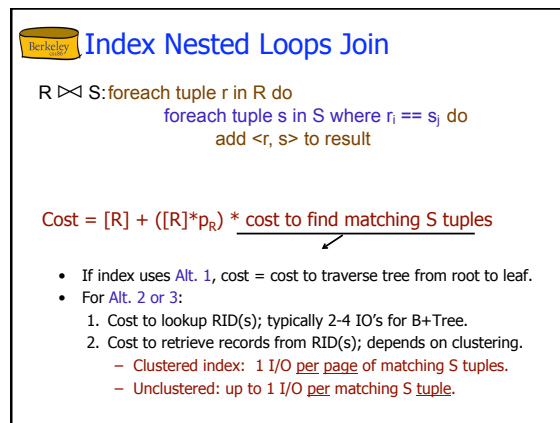 Berkeley
cs186
Index Nested Loops Join
R ⋈ S: foreach tuple r in R do
foreach tuple s in S where rᵢ == sⱼ do
add <r, s> to result
Cost = [R] + ([R]*p_R) * cost to find matching S tuples
• If index uses Alt. 1, cost = cost to traverse tree from root to leaf.
• For Alt. 2 or 3:
1. Cost to lookup RID(s); typically 2-4 IO's for B+Tree.
2. Cost to retrieve records from RID(s); depends on clustering.
– Clustered index: 1 I/O per page of matching S tuples.
– Unclustered: up to 1 I/O per matching S tuple.